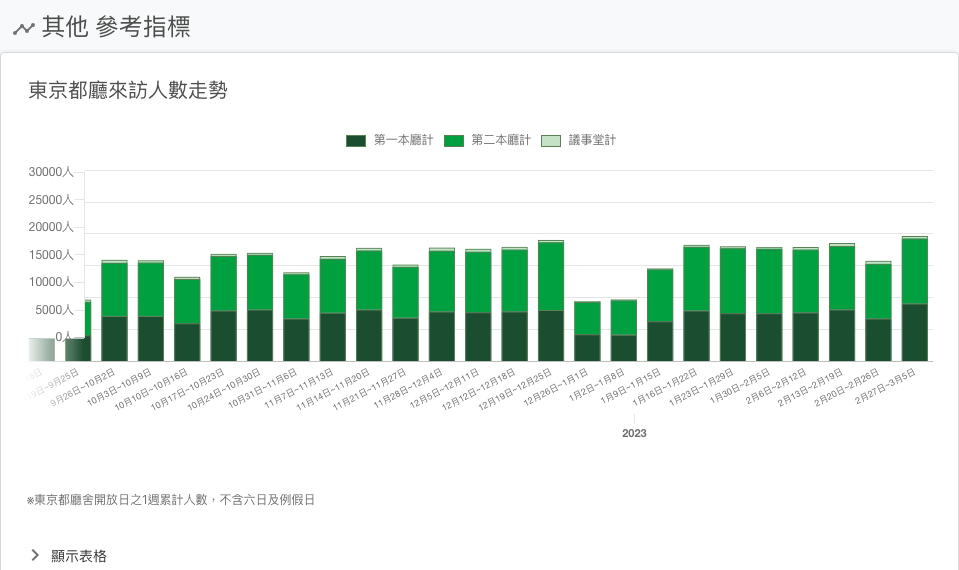 其他 參考指標
東京都廳來訪人數走勢
第一本廳計 第二本廳計 議事堂計
30000人
25000人
20000人
15000人
10000人
5000人
0人
9月26日~10月2日
10月3日~10月9日
10月10日~10月16日
10月17日~10月23日
10月24日~10月30日
10月31日~11月6日
11月7日~11月13日
11月14日~11月20日
11月21日~11月27日
11月28日~12月4日
12月5日~12月11日
12月12日~12月18日
12月19日~12月25日
12月26日~1月1日
1月2日~1月8日
1月9日~1月15日
1月16日~1月22日
1月23日~1月29日
1月30日~2月5日
2月6日~2月12日
2月13日~2月19日
2月20日~2月26日
2月27日~3月5日
2023
※東京都廳舍開放日之1週累計人數，不含六日及例假日
顯示表格